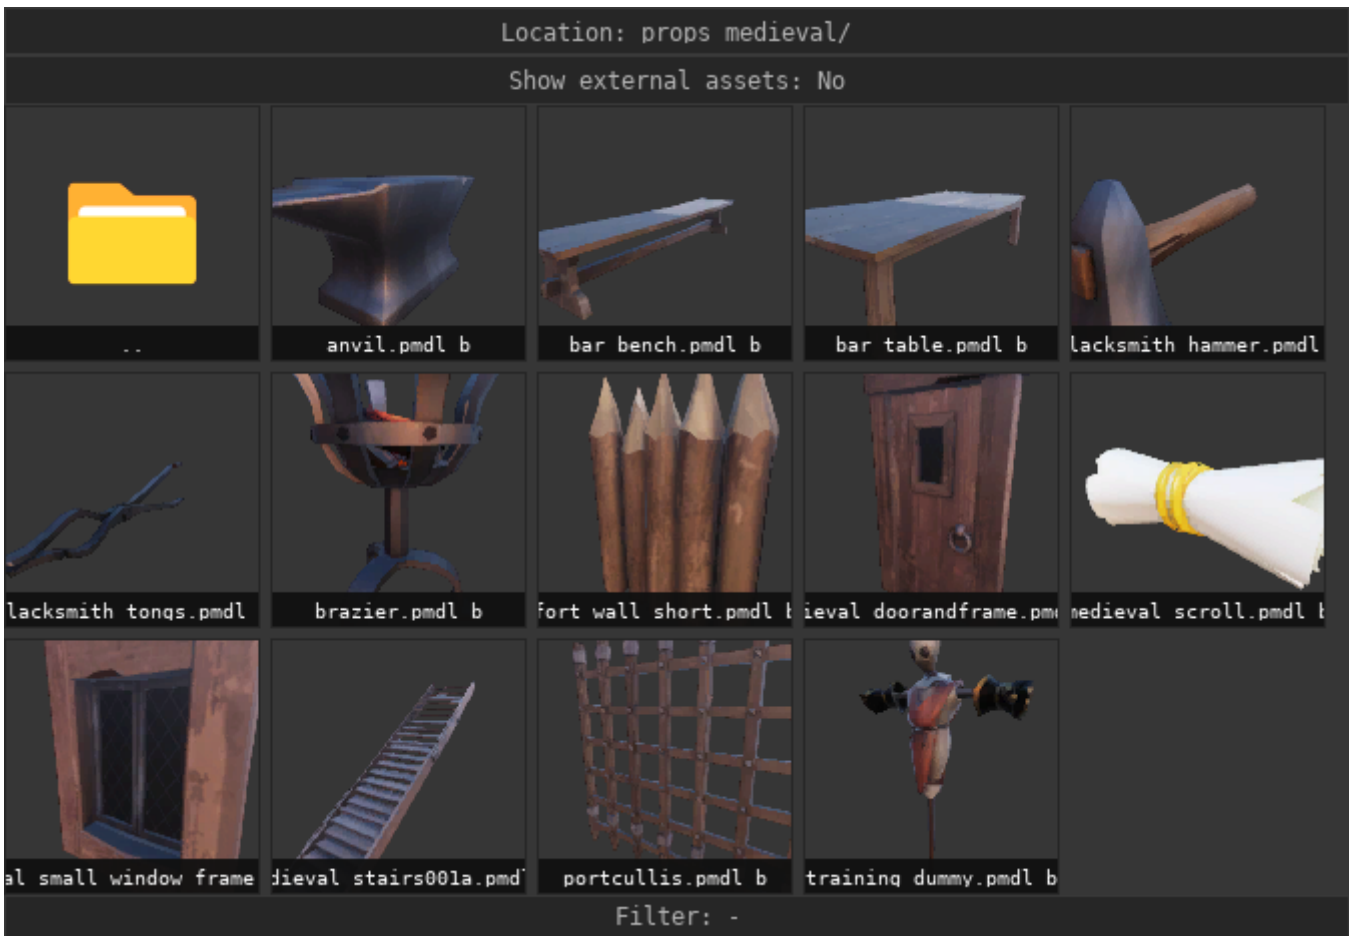 Location: props medieval/
Show external assets: No
..
anvil.pmdl b
bar bench.pmdl b
bar table.pmdl b
lacksmith hammer.pmdl
lacksmith tongs.pmdl
brazier.pmdl b
fort wall short.pmdl b
ieval doorandframe.pmd
medieval scroll.pmdl b
al small window frame
dieval stairs001a.pmdl
portcullis.pmdl b
training dummy.pmdl b
Filter: -